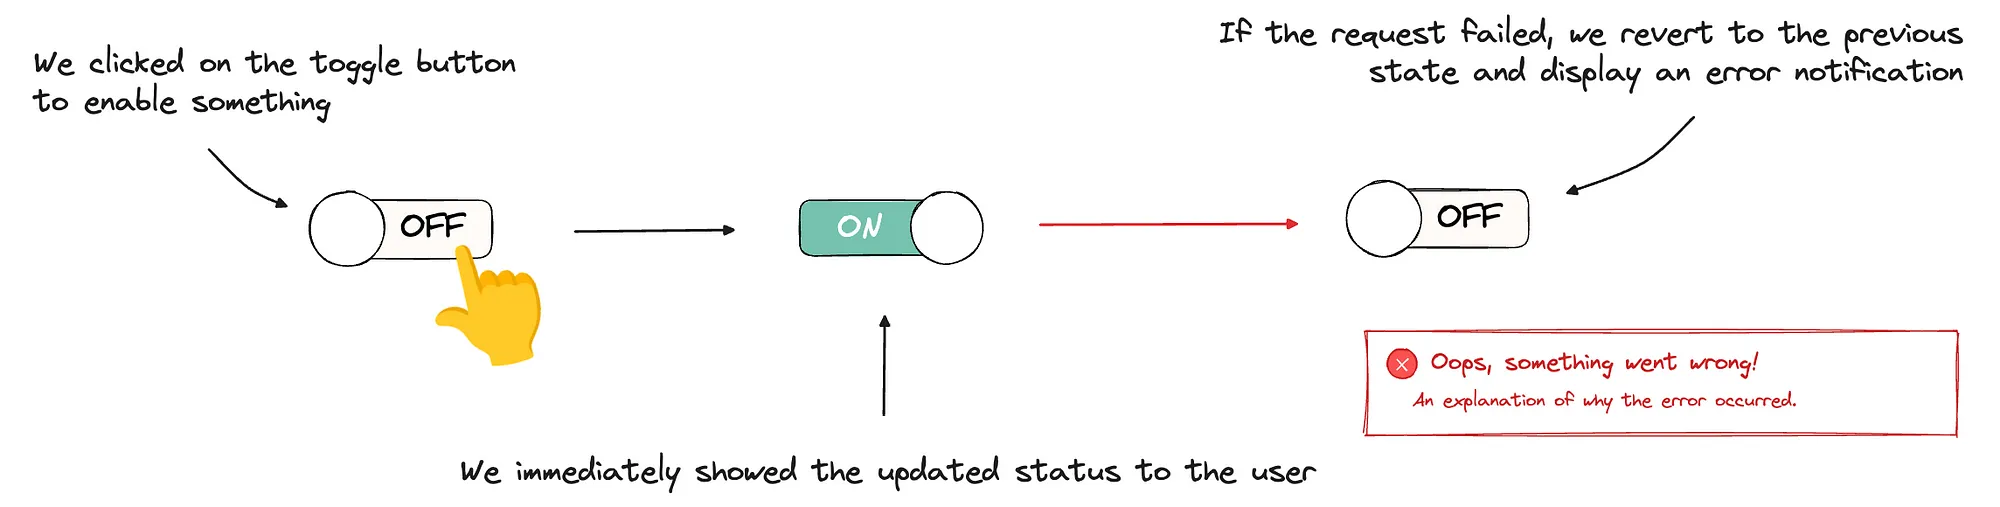 We clicked on the toggle button
to enable something
If the request failed, we revert to the previous
state and display an error notification
OFF
ON
OFF
Oops, something went wrong!
An explanation of why the error occurred.
We immediately showed the updated status to the user